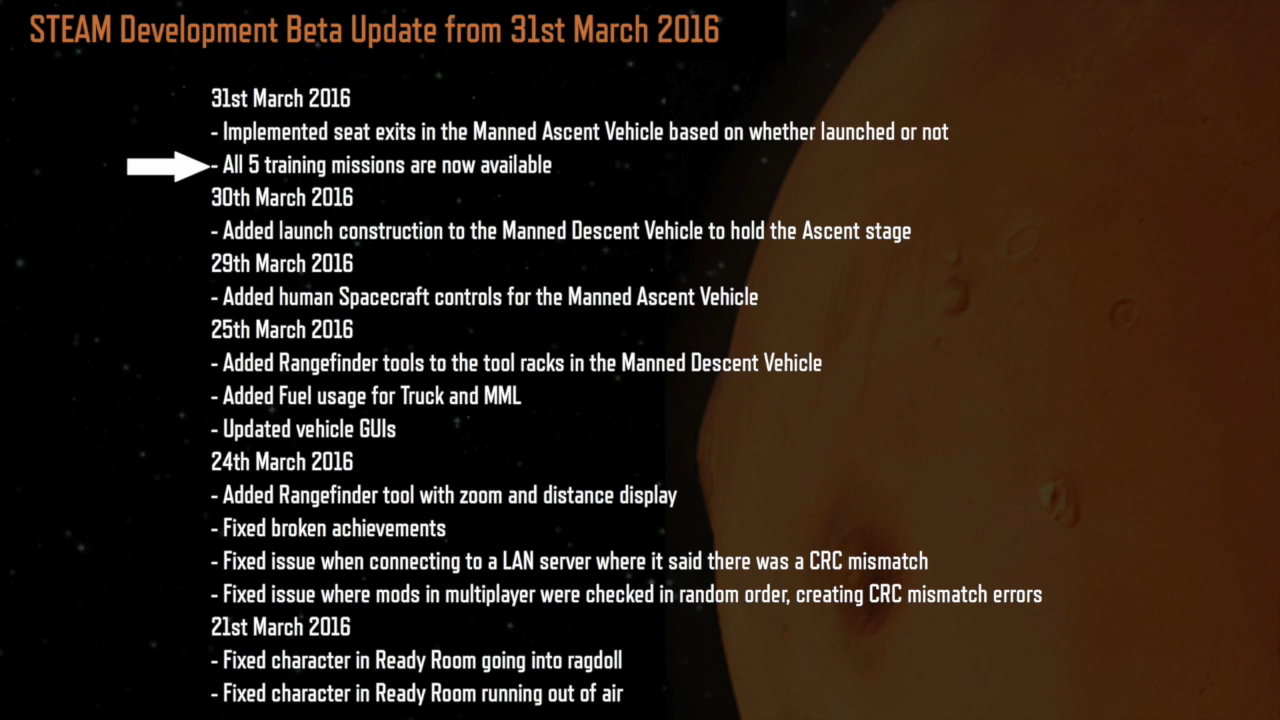 STEAM Development Beta Update from 31st March 2016
31st March 2016
- Implemented seat exits in the Manned Ascent Vehicle based on whether launched or not
- All 5 training missions are now available
30th March 2016
- Added launch construction to the Manned Descent Vehicle to hold the Ascent stage
29th March 2016
- Added human Spacecraft controls for the Manned Ascent Vehicle
25th March 2016
- Added Rangefinder tools to the tool racks in the Manned Descent Vehicle
- Added Fuel usage for Truck and MML
- Updated vehicle GUIs
24th March 2016
- Added Rangefinder tool with zoom and distance display
- Fixed broken achievements
- Fixed issue when connecting to a LAN server where it said there was a CRC mismatch
- Fixed issue where mods in multiplayer were checked in random order, creating CRC mismatch errors
21st March 2016
- Fixed character in Ready Room going into ragdoll
- Fixed character in Ready Room running out of air